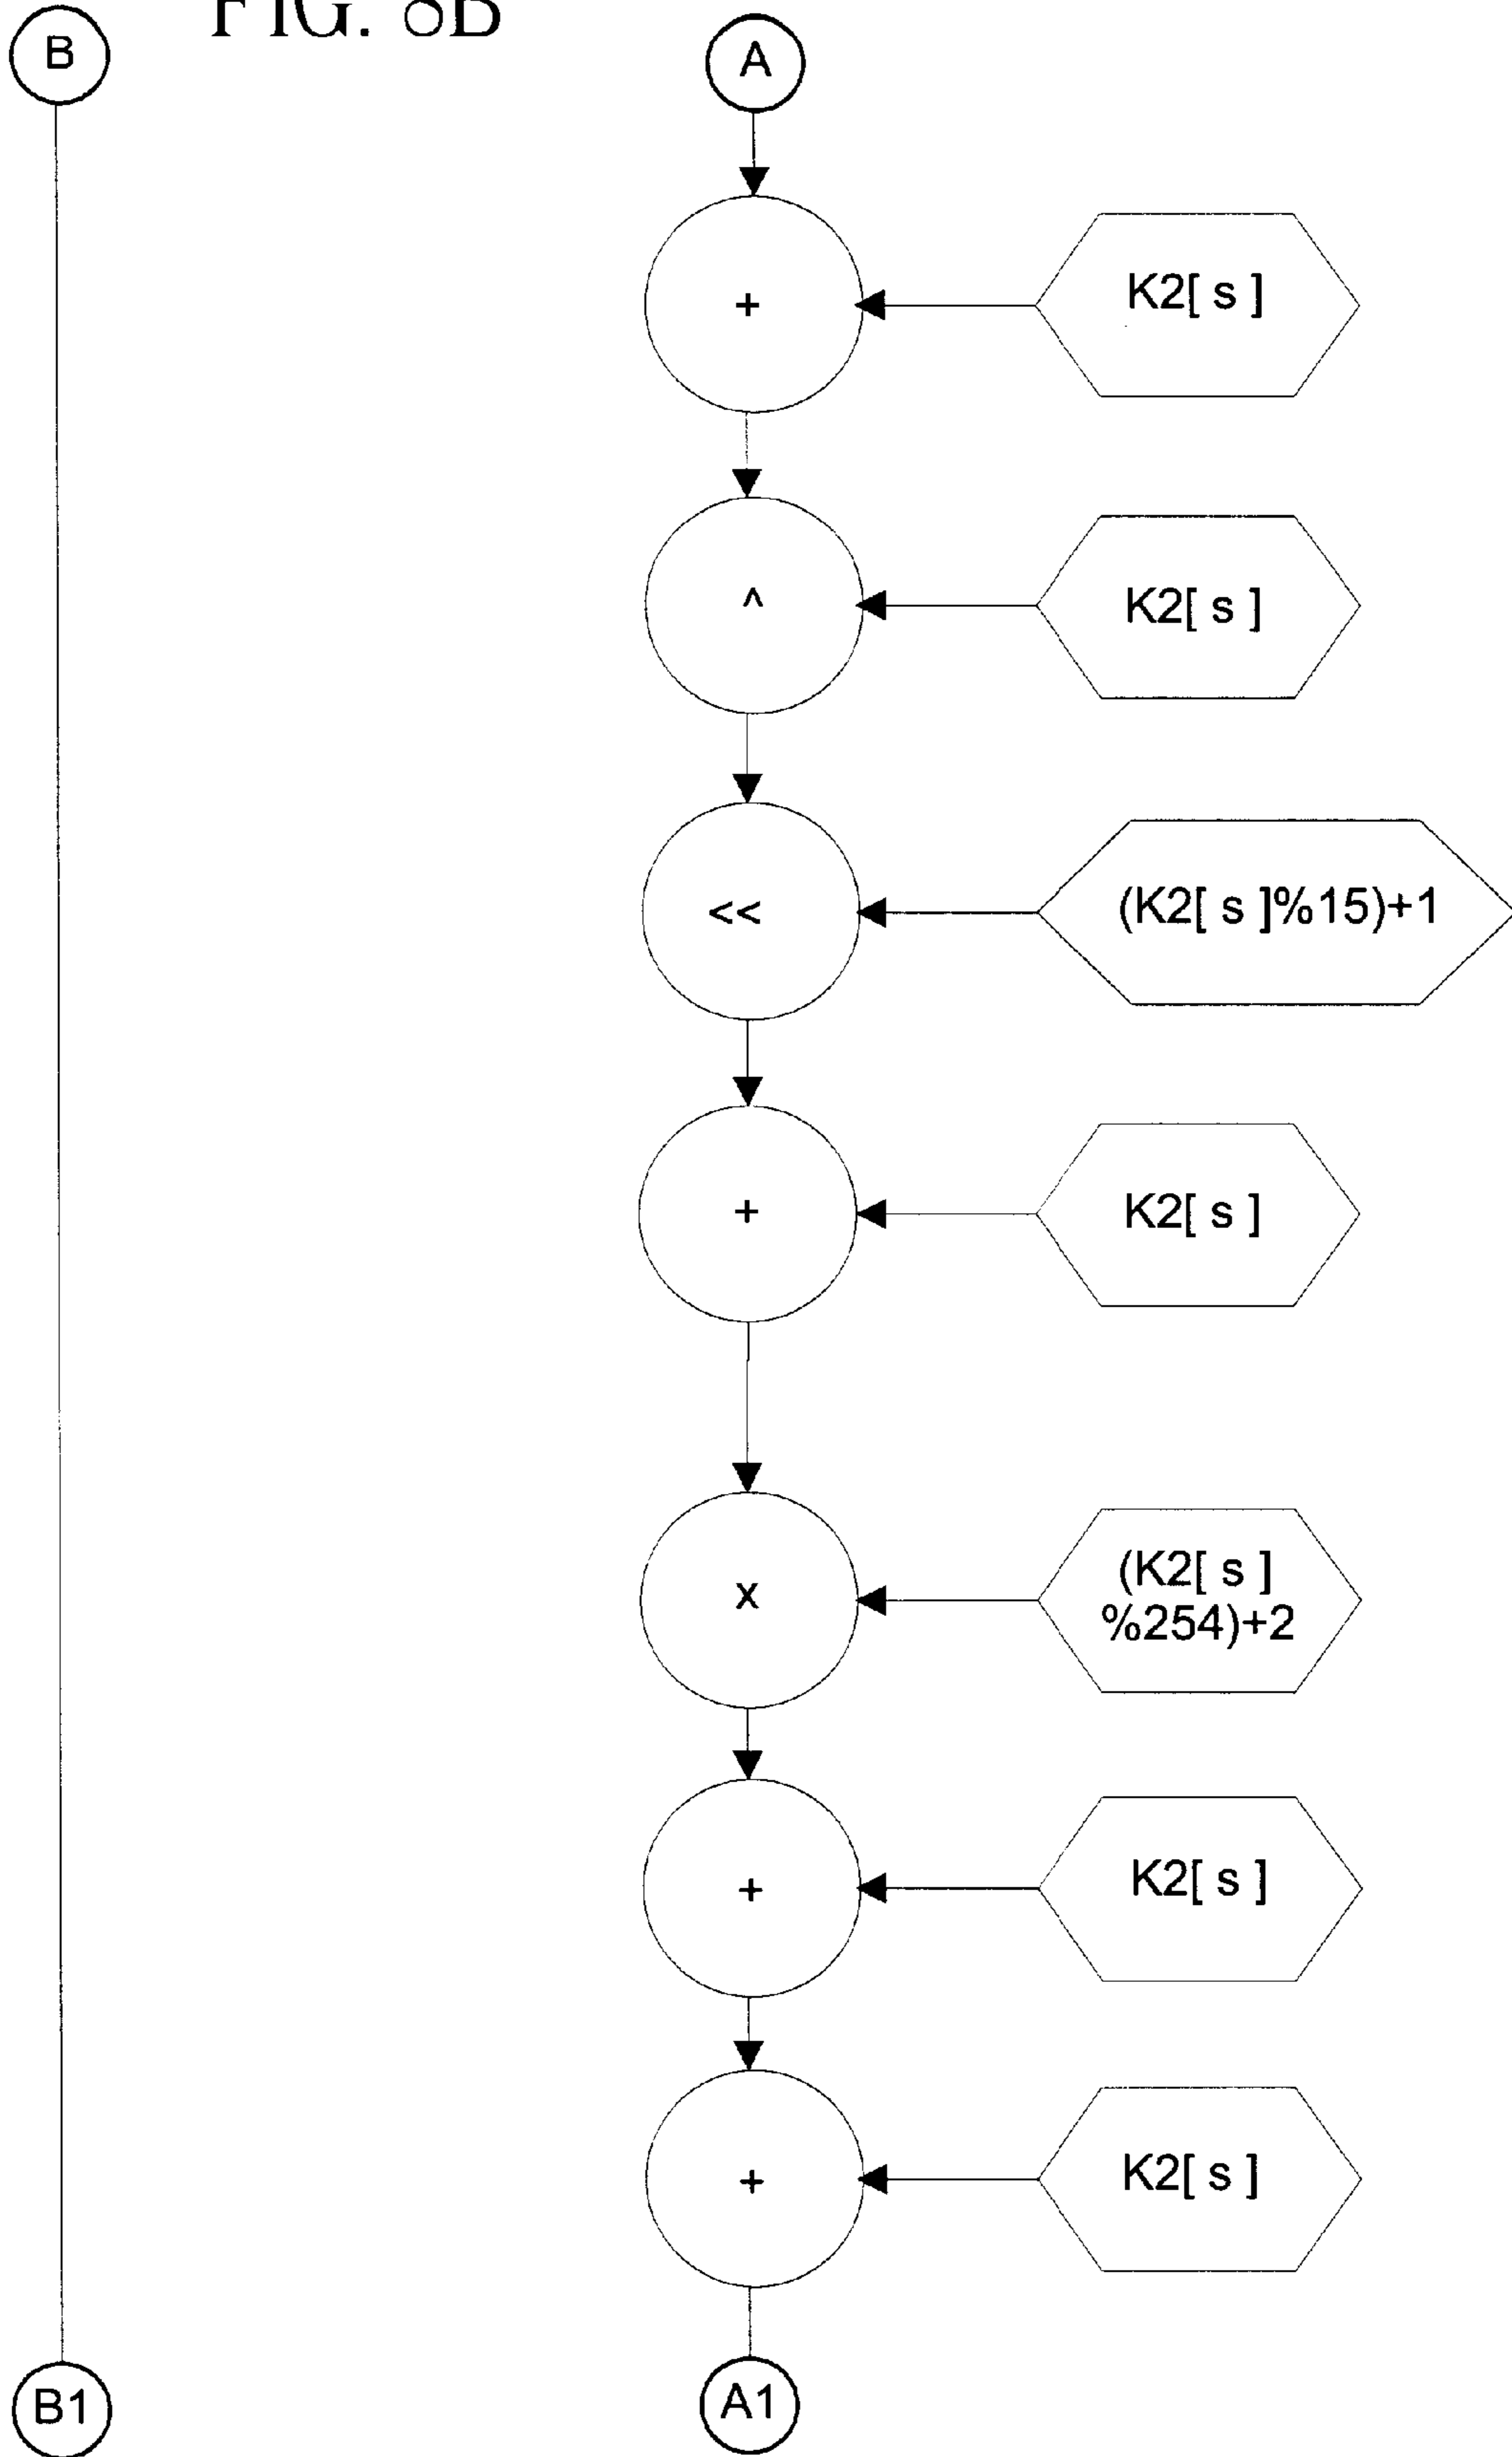 FIG. 8B
B
A
+
K2[ s ]
^
K2[ s ]
<<
(K2[ s ]%15)+1
+
K2[ s ]
x
(K2[ s ]
%254)+2
+
K2[ s ]
+
K2[ s ]
B1
A1